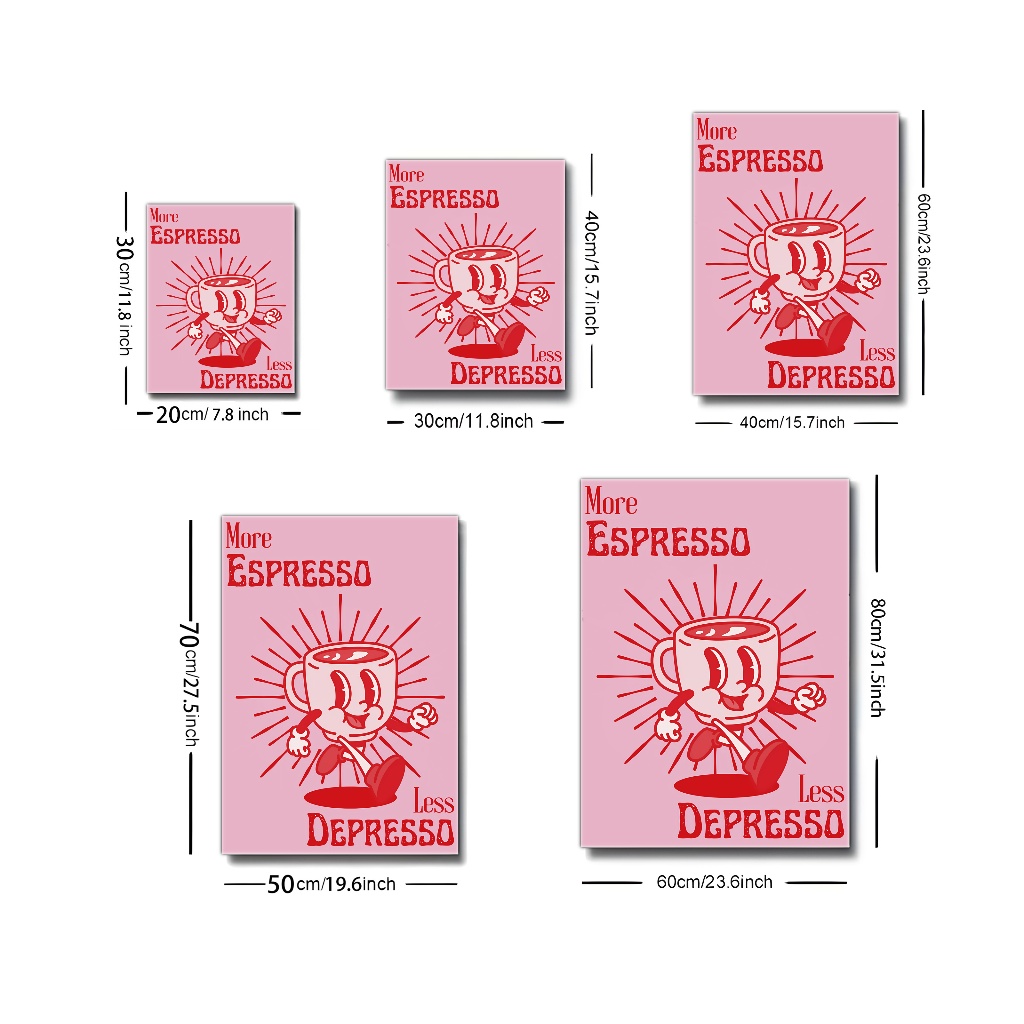 More
ESPRESSO
Less
DEPRESSO
30cm/11.8 inch
20cm/ 7.8 inch
More
ESPRESSO
Less
DEPRESSO
40cm/15.7inch
30cm/11.8inch
More
ESPRESSO
Less
DEPRESSO
60cm/23.6inch
40cm/15.7inch
More
ESPRESSO
Less
DEPRESSO
70cm/27.5inch
50cm/19.6inch
More
ESPRESSO
Less
DEPRESSO
80cm/31.5inch
60cm/23.6inch